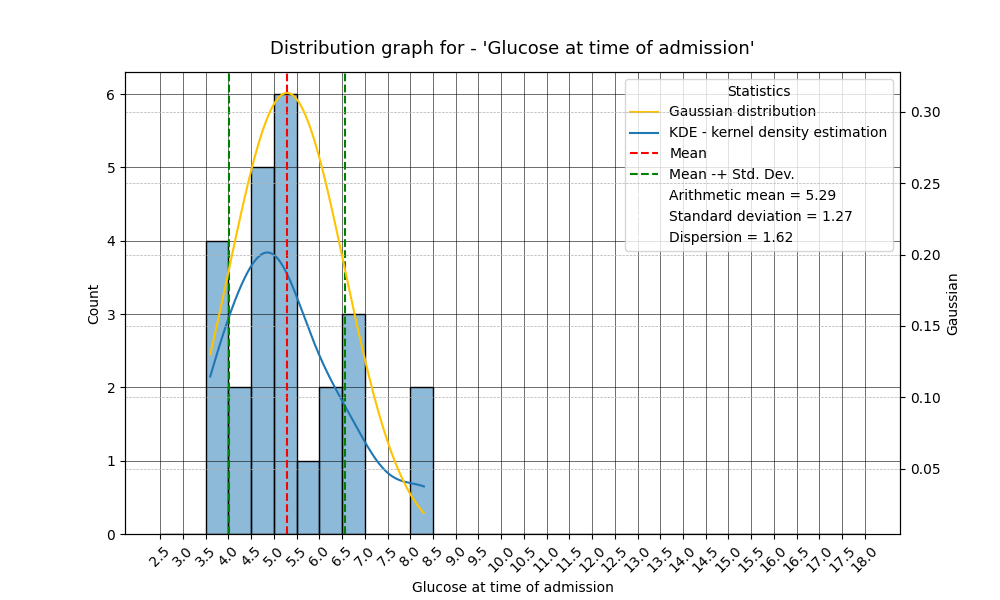 Distribution graph for - 'Glucose at time of admission'
Statistics
Gaussian distribution
KDE - kernel density estimation
Mean
Mean -+ Std. Dev.
Arithmetic mean = 5.29
Standard deviation = 1.27
Dispersion = 1.62
Count
6
5
4
3
2
1
0
0.30
0.25
0.20
0.15
0.10
0.05
Gaussian
2.5 3.0 3.5 4.0 4.5 5.0 5.5 6.0 6.5 7.0 7.5 8.0 8.5 9.0 9.5 10.0 10.5 11.0 11.5 12.0 12.5 13.0 13.5 14.0 14.5 15.0 15.5 16.0 16.5 17.0 17.5 18.0
Glucose at time of admission